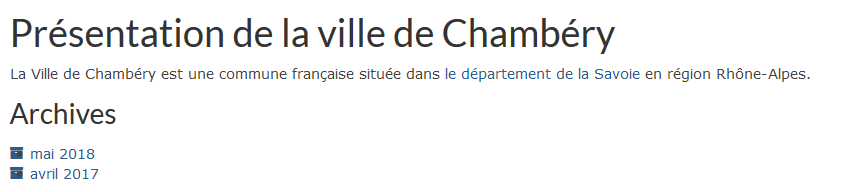 Présentation de la ville de Chambéry
La Ville de Chambéry est une commune française située dans le département de la Savoie en région Rhône-Alpes.
Archives
mai 2018
avril 2017